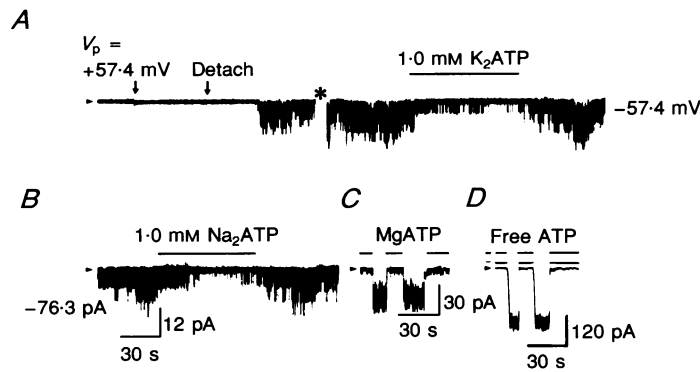 A
Vp =
+57·4 mV
Detach
*
1·0 mM K2ATP
−57·4 mV
B
1·0 mM Na2ATP
−76·3 pA
12 pA
30 s
C
MgATP
30 pA
30 s
D
Free ATP
120 pA
30 s